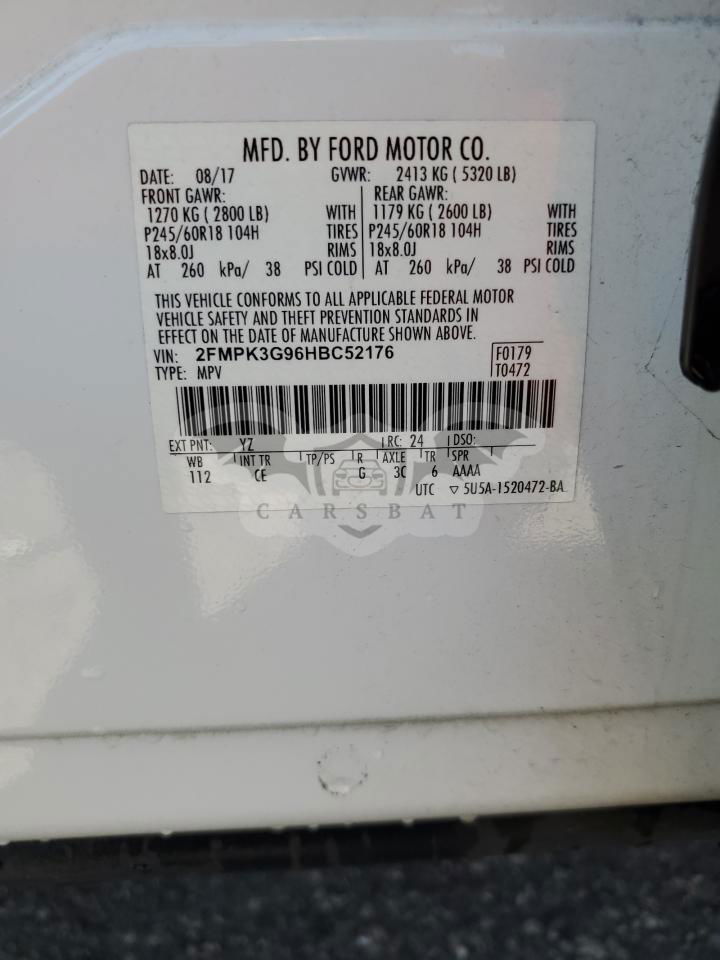 MFD. BY FORD MOTOR CO.
DATE: 08/17 GVWR: 2413 KG ( 5320 LB)
FRONT GAWR: REAR GAWR:
1270 KG ( 2800 LB) WITH 1179 KG ( 2600 LB) WITH
P245/60R18 104H TIRES P245/60R18 104H TIRES
18x8.0J RIMS 18x8.0J RIMS
AT 260 kPa/ 38 PSI COLD AT 260 kPa/ 38 PSI COLD
THIS VEHICLE CONFORMS TO ALL APPLICABLE FEDERAL MOTOR
VEHICLE SAFETY AND THEFT PREVENTION STANDARDS IN
EFFECT ON THE DATE OF MANUFACTURE SHOWN ABOVE.
VIN: 2FMPK3G96HBC52176 F0179
TYPE: MPV T0472
EXT PNT: YZ RC: 24 DSO:
WB INT TR TP/PS R AXLE TR SPR
112 CE G 3C 6 AAAA
UTC ▽ 5U5A-1520472-BA
CARSBAT